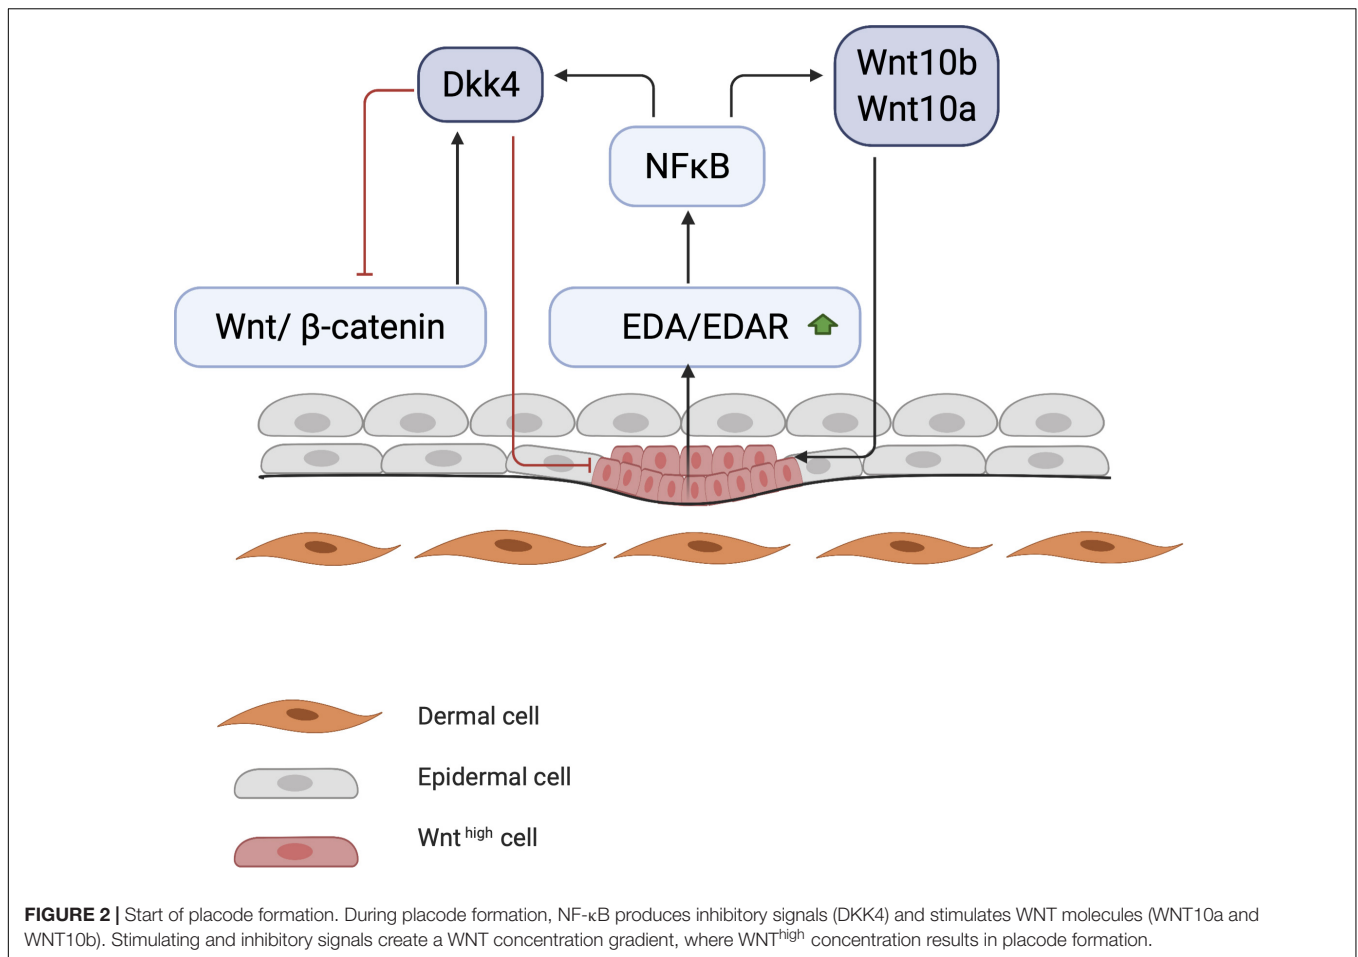 Dkk4
Wnt10b
Wnt10a
NFκB
Wnt/ β-catenin
EDA/EDAR
Dermal cell
Epidermal cell
Wnt high cell
FIGURE 2 | Start of placode formation. During placode formation, NF-κB produces inhibitory signals (DKK4) and stimulates WNT molecules (WNT10a and
WNT10b). Stimulating and inhibitory signals create a WNT concentration gradient, where WNThigh concentration results in placode formation.